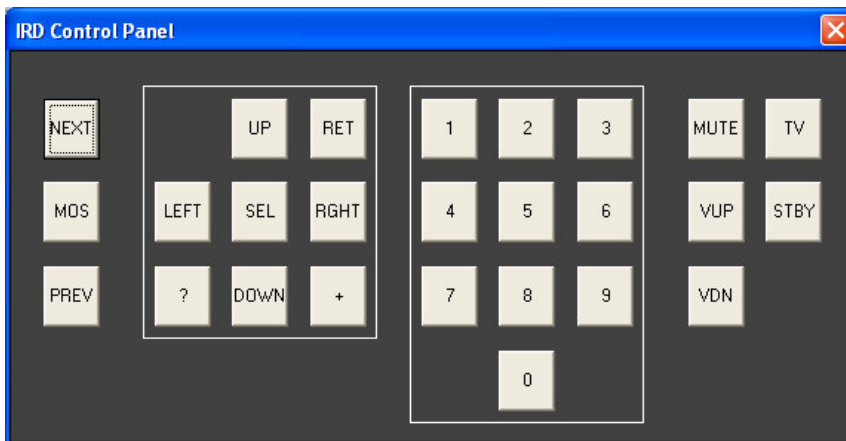 IRD Control Panel
NEXT UP RET 1 2 3 MUTE TV
MOS LEFT SEL RGHT 4 5 6 VUP STBY
PREV ? DOWN + 7 8 9 VDN
0